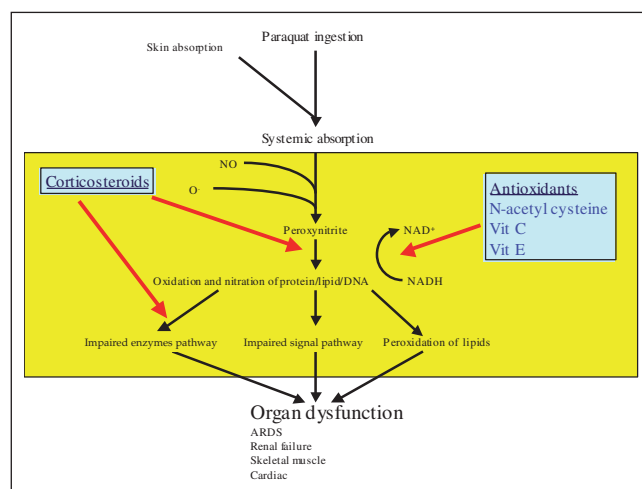 Paraquat ingestion
Skin absorption
Systemic absorption
NO
Corticosteroids
O-
Antioxidants
N-acetyl cysteine
Vit C
Vit E
Peroxynitrite
NAD+
Oxidation and nitration of protein/lipid/DNA
NADH
Impaired enzymes pathway
Impaired signal pathway
Peroxidation of lipids
Organ dysfunction
ARDS
Renal failure
Skeletal muscle
Cardiac